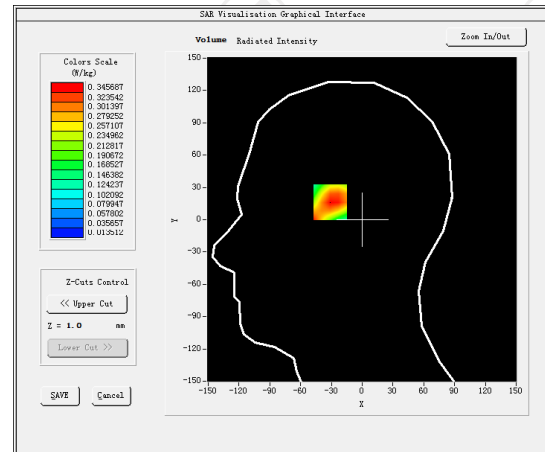 SAR Visualisation Graphical Interface
Volume Radiated Intensity
Zoom In/Out
Colors Scale
(W/kg)
0.345687
0.323542
0.301397
0.279252
0.257107
0.234962
0.212817
0.190672
0.168527
0.146382
0.124237
0.102092
0.079947
0.057802
0.035657
0.013512
Z-Cuts Control
<< Upper Cut
Z = 1.0 mm
Lower Cut >>
SAVE Cancel
150
120
90
60
30
0
-30
-60
-90
-120
-150
Y
-150 -120 -90 -60 -30 0 30 60 90 120 150
X